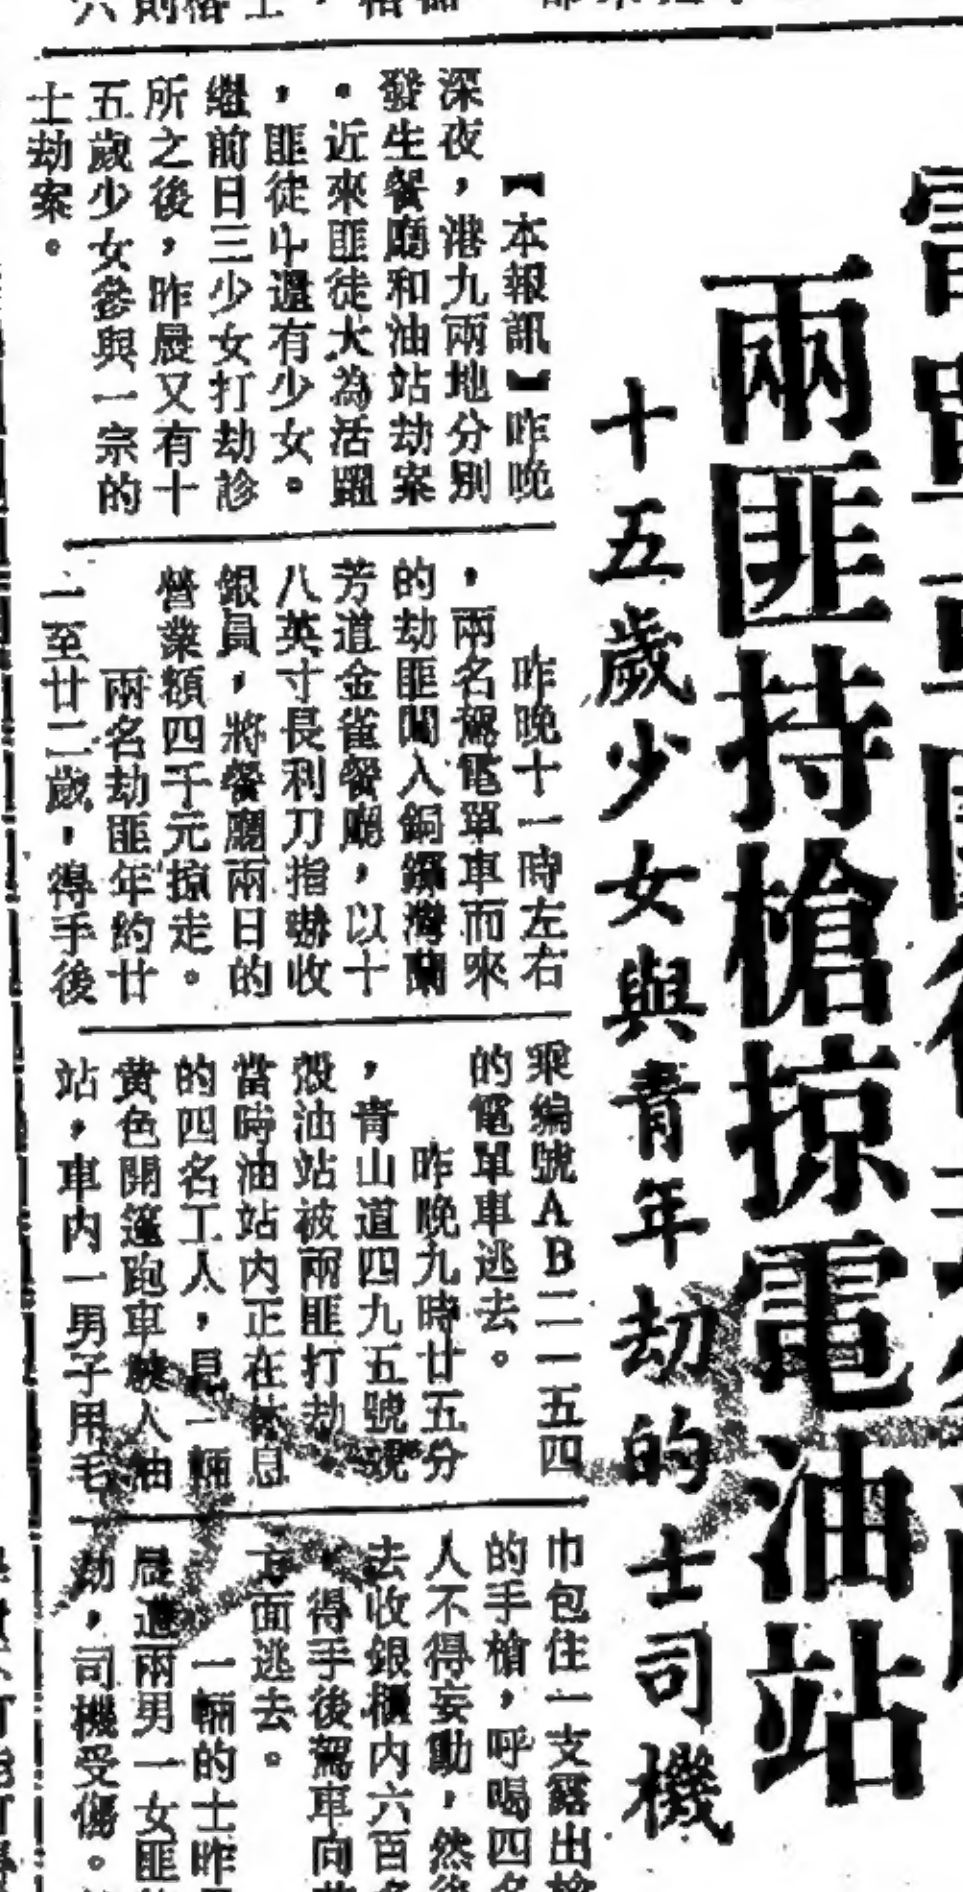 兩匪持槍掠電油站
十五歲少女與青年劫的士司機
【本報訊】昨晚
深夜，港九兩地分別
發生餐廳和油站劫案
。近來匪徒大為活躍
，匪徒中還有少女。
繼前日三少女打劫診
所之後，昨晨又有十
五歲少女參與一宗的
士劫案。
昨晚十一時左右
，兩名駕電單車而來
的劫匪闖入銅鑼灣蘭
芳道金雀餐廳，以十
八英寸長利刀指嚇收
銀員，將餐廳兩日的
營業額四千元掠走。
兩名劫匪年約廿
一至廿二歲，得手後
乘編號AB二一五四
的電單車逃去。
昨晚九時廿五分
，青山道四九五號蜆
殼油站被兩匪打劫
當時油站內正在休息
的四名工人，見一輛
黃色開篷跑車駛入油
站，車內一男子用毛
巾包住一支露出槍
的手槍，呼喝四名
人不得妄動，然後
去收銀櫃內六百多
得手後駕車向
方面逃去。
一輛的士昨
晨遭兩男一女匪
劫，司機受傷。